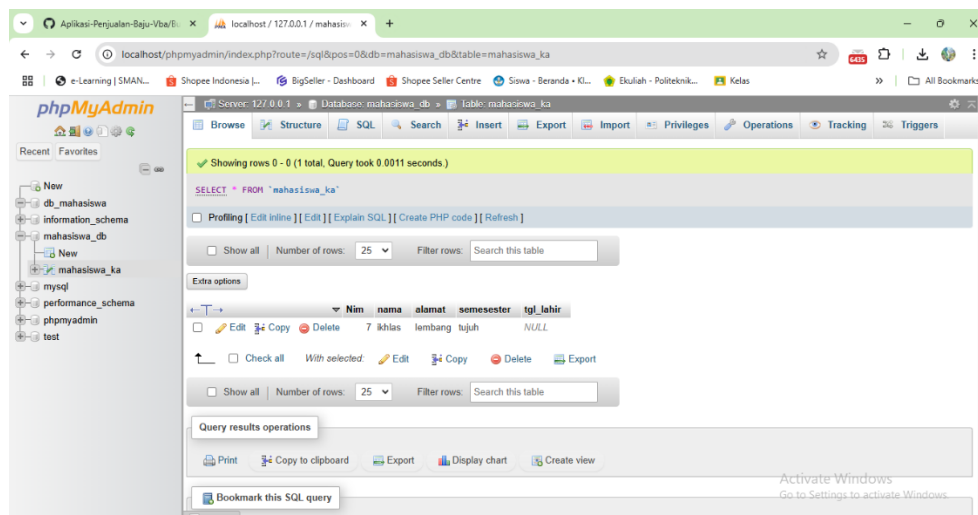 Aplikasi-Penjualan-Baju-Vba/B
localhost / 127.0.0.1 / mahasisw
localhost/phpmyadmin/index.php?route=/sql&pos=0&db=mahasiswa_db&table=mahasiswa_ka
6435
e-Learning | SMAN...
Shopee Indonesia |...
BigSeller - Dashboard
Shopee Seller Centre
Siswa - Beranda • Kl...
Ekuliah - Politeknik...
Kelas
All Bookmarks
phpMyAdmin
Recent Favorites
New
db_mahasiswa
information_schema
mahasiswa_db
New
mahasiswa_ka
mysql
performance_schema
phpmyadmin
test
Server: 127.0.0.1 » Database: mahasiswa_db » Table: mahasiswa_ka
Browse Structure SQL Search Insert Export Import Privileges Operations Tracking Triggers
Showing rows 0 - 0 (1 total, Query took 0.0011 seconds.)
SELECT * FROM `mahasiswa_ka`
Profiling [ Edit inline ] [ Edit ] [ Explain SQL ] [ Create PHP code ] [ Refresh ]
Show all | Number of rows: 25 Filter rows: Search this table
Extra options
Nim nama alamat semesester tgl_lahir
Edit Copy Delete 7 ikhlas lembang tujuh NULL
Check all With selected: Edit Copy Delete Export
Show all | Number of rows: 25 Filter rows: Search this table
Query results operations
Print Copy to clipboard Export Display chart Create view
Bookmark this SQL query
Activate Windows
Go to Settings to activate Windows.